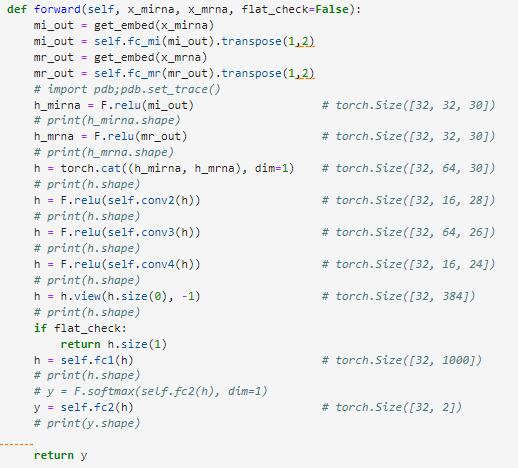 def forward(self, x_mirna, x_mrna, flat_check=False):
    mi_out = get_embed(x_mirna)
    mi_out = self.fc_mi(mi_out).transpose(1,2)
    mr_out = get_embed(x_mrna)
    mr_out = self.fc_mr(mr_out).transpose(1,2)
    # import pdb;pdb.set_trace()
    h_mirna = F.relu(mi_out)                   # torch.Size([32, 32, 30])
    # print(h_mirna.shape)
    h_mrna = F.relu(mr_out)                    # torch.Size([32, 32, 30])
    # print(h_mrna.shape)
    h = torch.cat((h_mirna, h_mrna), dim=1)    # torch.Size([32, 64, 30])
    # print(h.shape)
    h = F.relu(self.conv2(h))                  # torch.Size([32, 16, 28])
    # print(h.shape)
    h = F.relu(self.conv3(h))                  # torch.Size([32, 64, 26])
    # print(h.shape)
    h = F.relu(self.conv4(h))                  # torch.Size([32, 16, 24])
    # print(h.shape)
    h = h.view(h.size(0), -1)                  # torch.Size([32, 384])
    # print(h.shape)
    if flat_check:
        return h.size(1)
    h = self.fc1(h)                            # torch.Size([32, 1000])
    # print(h.shape)
    # y = F.softmax(self.fc2(h), dim=1)
    y = self.fc2(h)                            # torch.Size([32, 2])
    # print(y.shape)
    return y